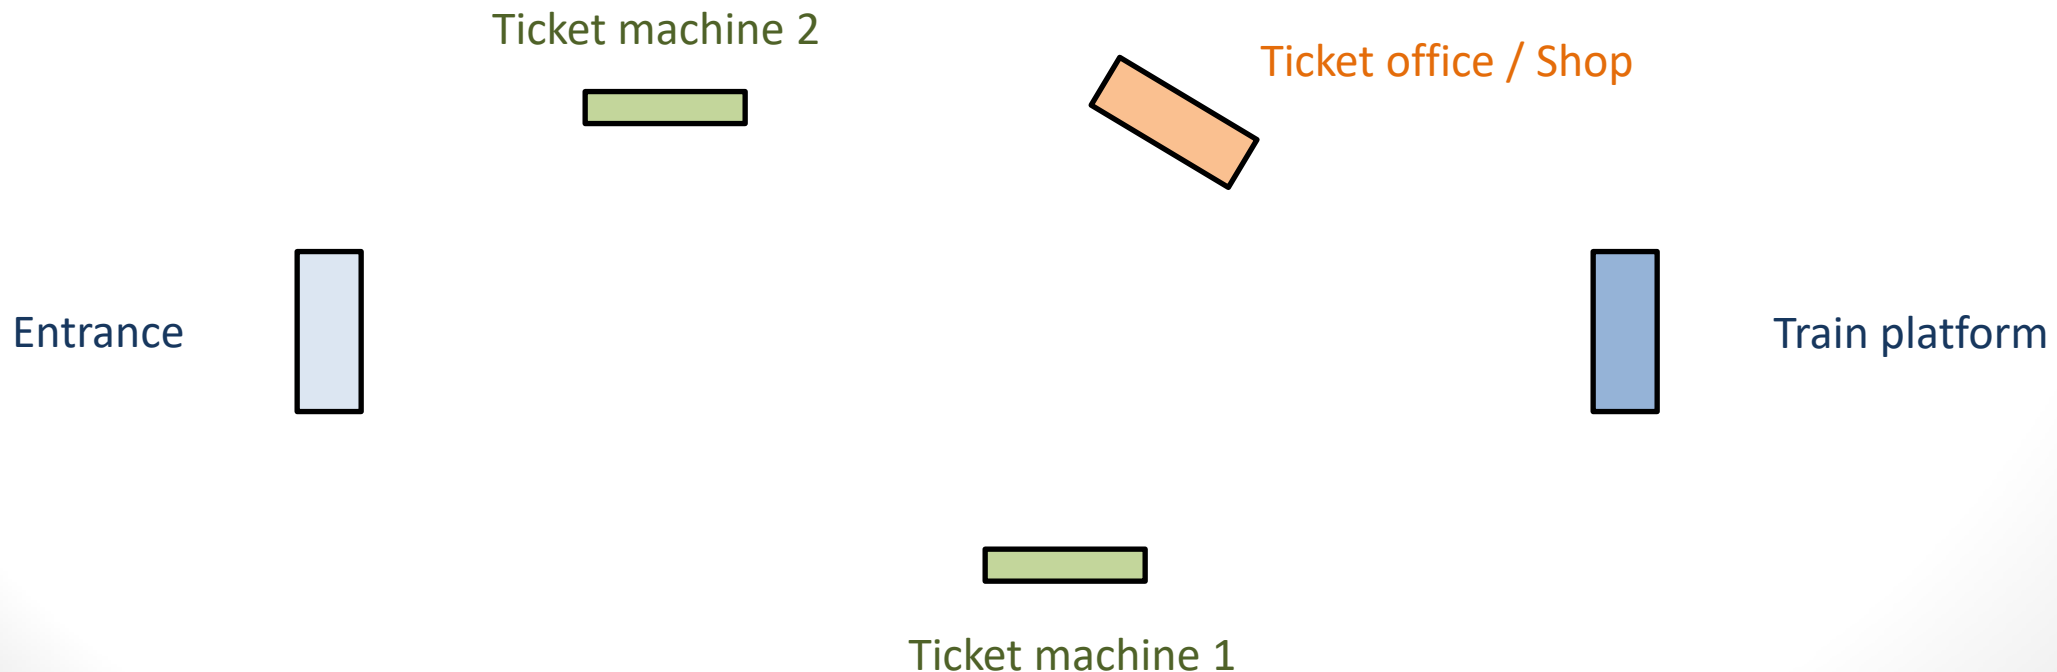 Ticket machine 2
Ticket office / Shop
Entrance
Train platform
Ticket machine 1